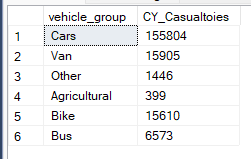 vehicle_group CY_Casualtoies
1 Cars 155804
2 Van 15905
3 Other 1446
4 Agricultural 399
5 Bike 15610
6 Bus 6573